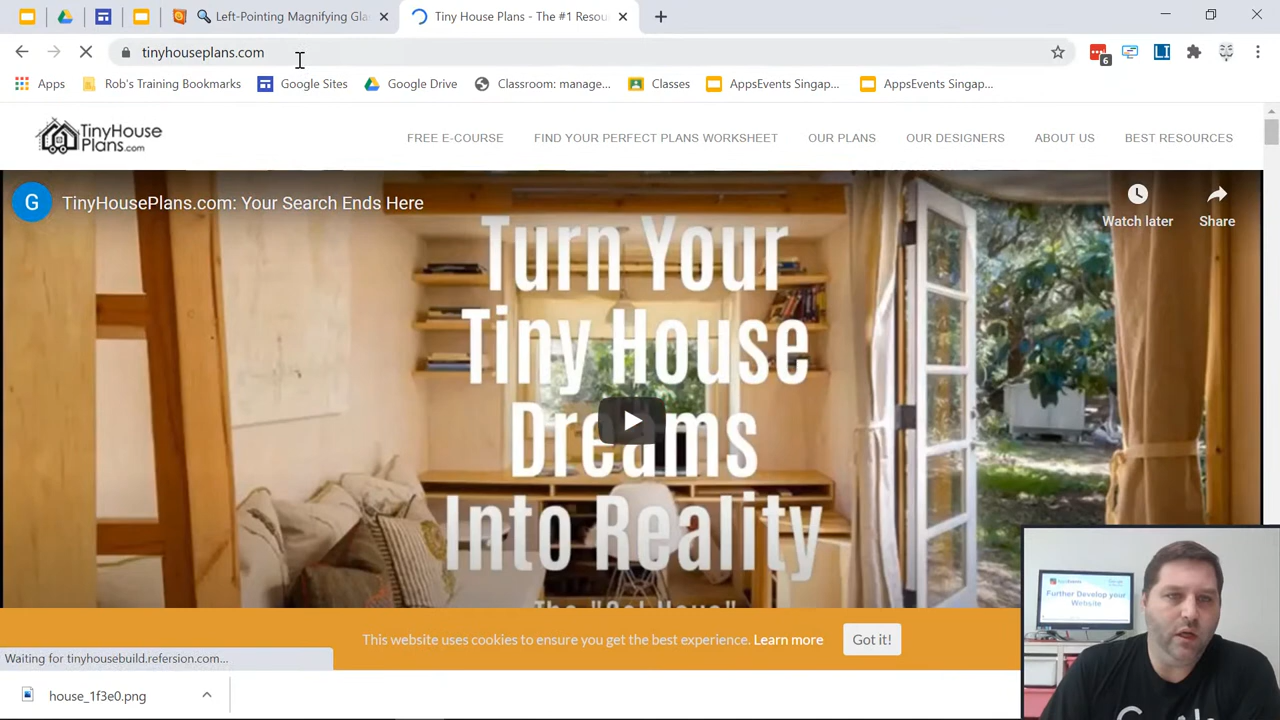 Left-Pointing Magnifying Gla
Tiny House Plans - The #1 Resou
tinyhouseplans.com
6
Apps
Rob's Training Bookmarks
Google Sites
Google Drive
Classroom: manage...
Classes
AppsEvents Singap...
AppsEvents Singap...
TinyHouse
Plans.com
FREE E-COURSE
FIND YOUR PERFECT PLANS WORKSHEET
OUR PLANS
OUR DESIGNERS
ABOUT US
BEST RESOURCES
G
TinyHousePlans.com: Your Search Ends Here
Watch later
Share
Turn Your
Tiny House
Dreams
Into Reality
This website uses cookies to ensure you get the best experience. Learn more
Got it!
Waiting for tinyhousebuild.refersion.com...
house_1f3e0.png
Further Develop your
Website